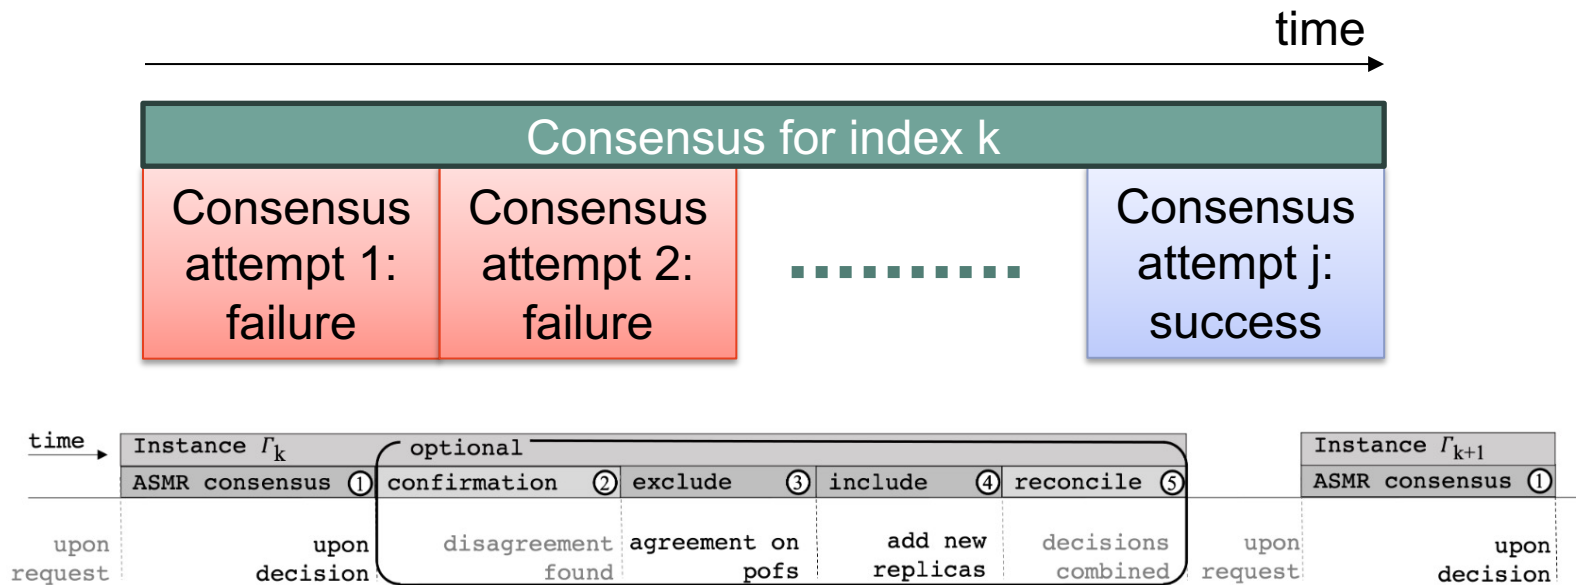 time
Consensus for index k
Consensus
attempt 1:
failure
Consensus
attempt 2:
failure
Consensus
attempt j:
success
time
Instance Γk
optional
Instance Γk+1
ASMR consensus ①
confirmation ②
exclude ③
include ④
reconcile ⑤
ASMR consensus ①
upon
request
upon
decision
disagreement
found
agreement on
pofs
add new
replicas
decisions
combined
upon
request
upon
decision